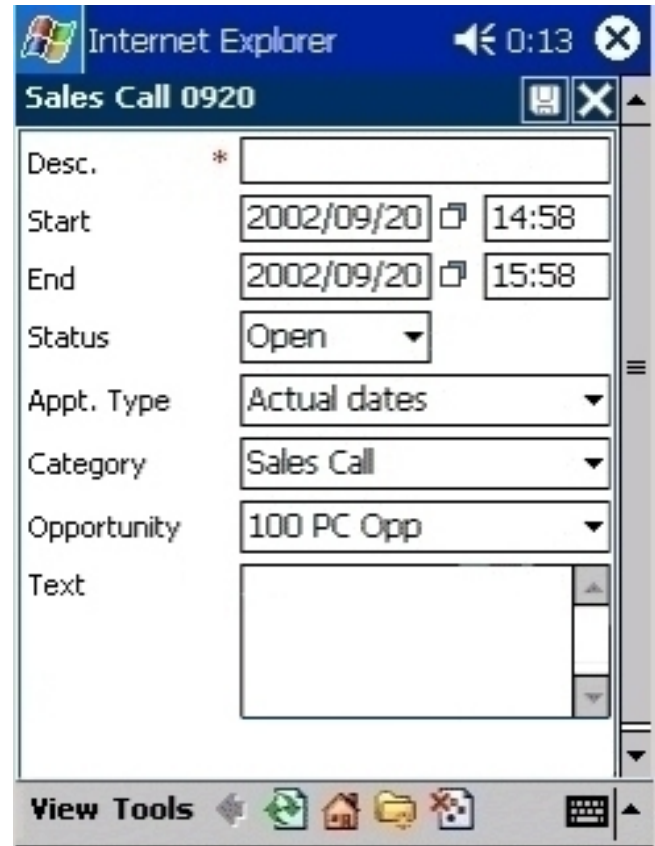 Internet Explorer 0:13
Sales Call 0920
Desc. *
Start 2002/09/20 14:58
End 2002/09/20 15:58
Status Open
Appt. Type Actual dates
Category Sales Call
Opportunity 100 PC Opp
Text
View Tools